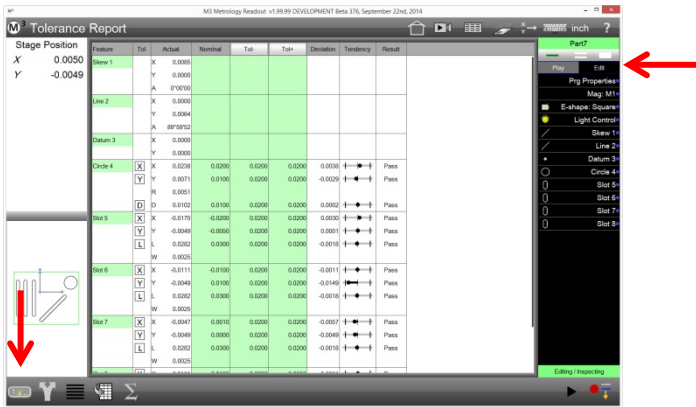 M3 Metrology Readout v1.99.99 DEVELOPMENT Beta 376, September 22nd, 2014
M3 Tolerance Report inch ?
Stage Position
X 0.0050
Y -0.0049
Feature Tol Actual Nominal Tol- Tol+ Deviation Tendency Result
Skew 1 X 0.0085
Y 0.0000
A 0°00'00
Line 2 X 0.0000
Y 0.0064
A 88°59'52
Datum 3 X 0.0000
Y 0.0000
Circle 4 X X 0.0238 0.0200 0.0200 0.0200 0.0038 Pass
Y Y 0.0071 0.0100 0.0200 0.0200 -0.0029 Pass
R 0.0051
D D 0.0102 0.0100 0.0200 0.0200 0.0002 Pass
Slot 5 X X -0.0170 -0.0200 0.0200 0.0200 0.0030 Pass
Y Y -0.0049 -0.0050 0.0200 0.0200 0.0001 Pass
L L 0.0282 0.0300 0.0200 0.0200 -0.0018 Pass
W 0.0025
Slot 6 X X -0.0111 -0.0100 0.0200 0.0200 -0.0011 Pass
Y Y -0.0049 0.0100 0.0200 0.0200 -0.0149 Pass
L L 0.0282 0.0300 0.0200 0.0200 -0.0018 Pass
W 0.0025
Slot 7 X X -0.0047 0.0010 0.0200 0.0200 -0.0057 Pass
Y Y -0.0049 0.0000 0.0200 0.0200 -0.0049 Pass
L L 0.0282 0.0300 0.0200 0.0200 -0.0018 Pass
W 0.0025
Part7
Play Edit
Prg Properties
Mag: M1
E-shape: Square
Light Control
Skew 1
Line 2
Datum 3
Circle 4
Slot 5
Slot 6
Slot 7
Slot 8
Editing / Inspecting